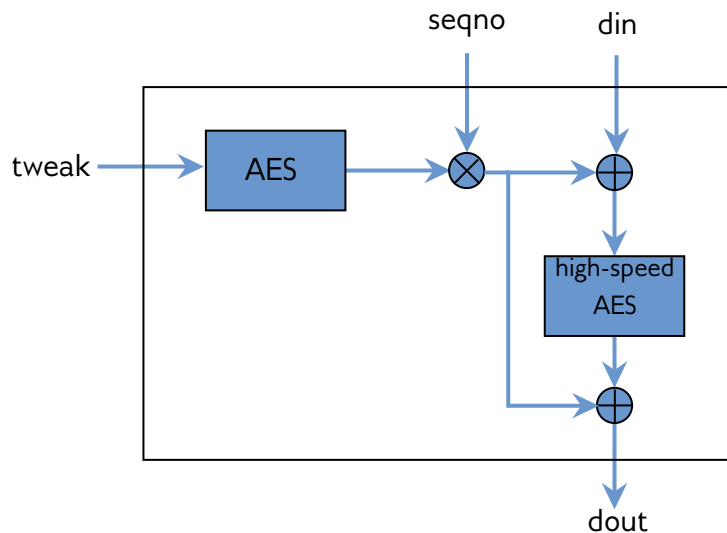 seqno
din
tweak
AES
high-speed
AES
dout